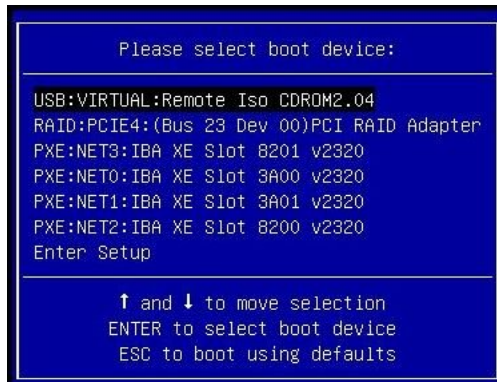 Please select boot device:
USB:VIRTUAL:Remote Iso CDROM2.04
RAID:PCIE4:(Bus 23 Dev 00)PCI RAID Adapter
PXE:NET3:IBA XE Slot 8201 v2320
PXE:NET0:IBA XE Slot 3A00 v2320
PXE:NET1:IBA XE Slot 3A01 v2320
PXE:NET2:IBA XE Slot 8200 v2320
Enter Setup
↑ and ↓ to move selection
ENTER to select boot device
ESC to boot using defaults